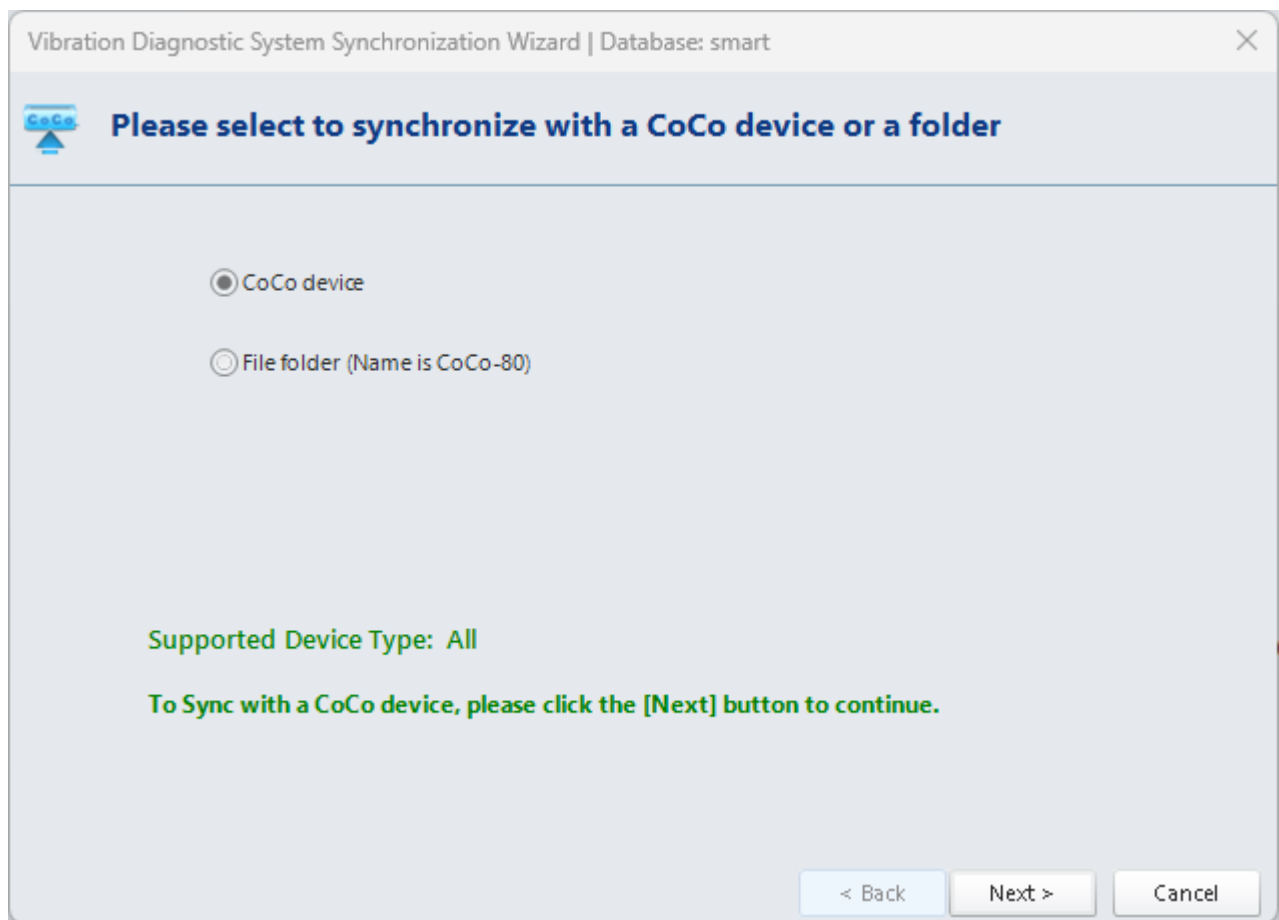 Vibration Diagnostic System Synchronization Wizard | Database: smart
CoCo
Please select to synchronize with a CoCo device or a folder
CoCo device
File folder (Name is CoCo-80)
Supported Device Type: All
To Sync with a CoCo device, please click the [Next] button to continue.
< Back
Next >
Cancel